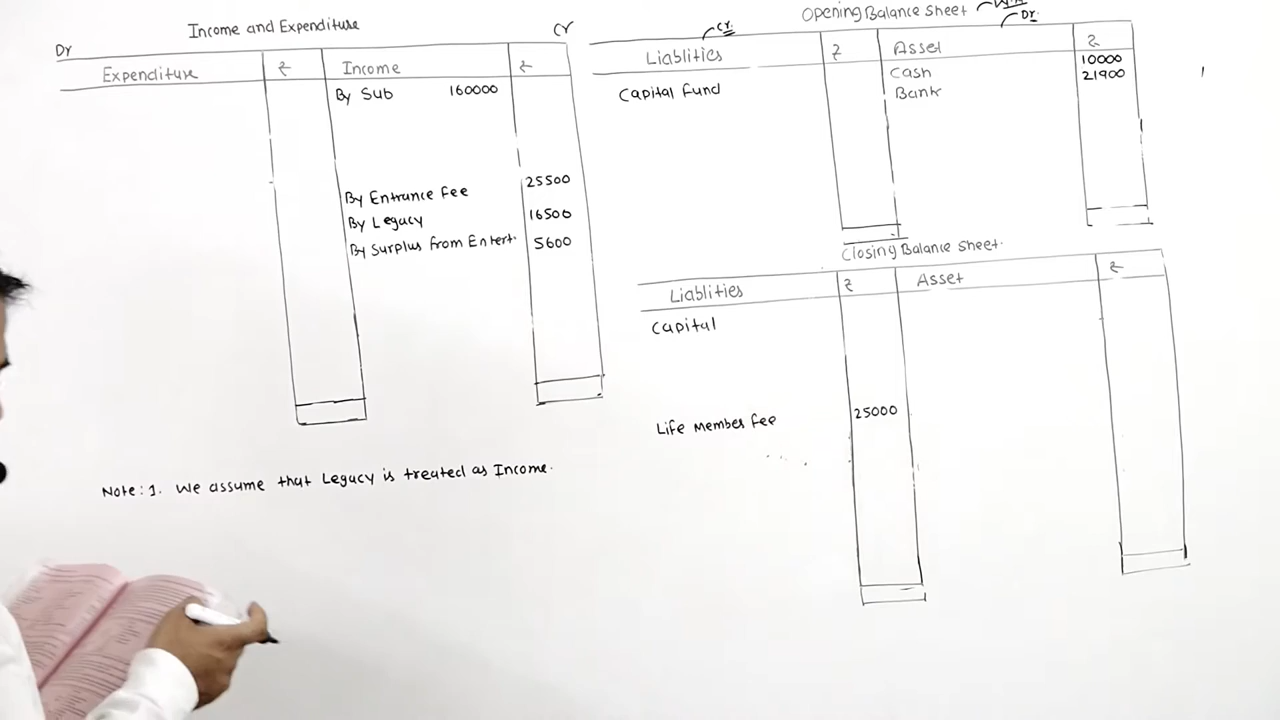 Income and Expenditure
Dr
Cr
Expenditure ₹ Income ₹
By Sub 160000
By Entrance Fee 25500
By Legacy 16500
By Surplus from Entert. 5600
Note: 1. We assume that Legacy is treated as Income.
Opening Balance Sheet
Cr.
Dr.
Liablities ₹ Asset ₹
Capital Fund
Cash 10000
Bank 21900
Closing Balance Sheet.
Liablities ₹ Asset ₹
Capital
Life Member Fee 25000